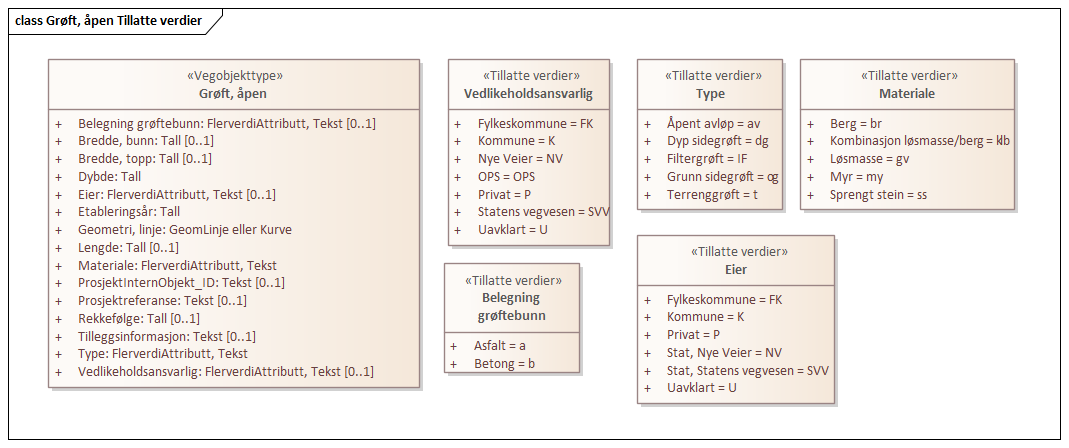 class Grøft, åpen Tillatte verdier
«Vegobjekttype»
Grøft, åpen
+ Belegning grøftebunn: FlerverdiAttributt, Tekst [0..1]
+ Bredde, bunn: Tall [0..1]
+ Bredde, topp: Tall [0..1]
+ Dybde: Tall
+ Eier: FlerverdiAttributt, Tekst [0..1]
+ Etableringsår: Tall
+ Geometri, linje: GeomLinje eller Kurve
+ Lengde: Tall [0..1]
+ Materiale: FlerverdiAttributt, Tekst
+ ProsjektInternObjekt_ID: Tekst [0..1]
+ Prosjektreferanse: Tekst [0..1]
+ Rekkefølge: Tall [0..1]
+ Tilleggsinformasjon: Tekst [0..1]
+ Type: FlerverdiAttributt, Tekst
+ Vedlikeholdsansvarlig: FlerverdiAttributt, Tekst [0..1]
«Tillatte verdier»
Vedlikeholdsansvarlig
+ Fylkeskommune = FK
+ Kommune = K
+ Nye Veier = NV
+ OPS = OPS
+ Privat = P
+ Statens vegvesen = SVV
+ Uavklart = U
«Tillatte verdier»
Type
+ Åpent avløp = av
+ Dyp sidegrøft = dg
+ Filtergrøft = IF
+ Grunn sidegrøft = og
+ Terrenggrøft = t
«Tillatte verdier»
Materiale
+ Berg = br
+ Kombinasjon løsmasse/berg = klb
+ Løsmasse = gv
+ Myr = my
+ Sprengt stein = ss
«Tillatte verdier»
Belegning
grøftebunn
+ Asfalt = a
+ Betong = b
«Tillatte verdier»
Eier
+ Fylkeskommune = FK
+ Kommune = K
+ Privat = P
+ Stat, Nye Veier = NV
+ Stat, Statens vegvesen = SVV
+ Uavklart = U